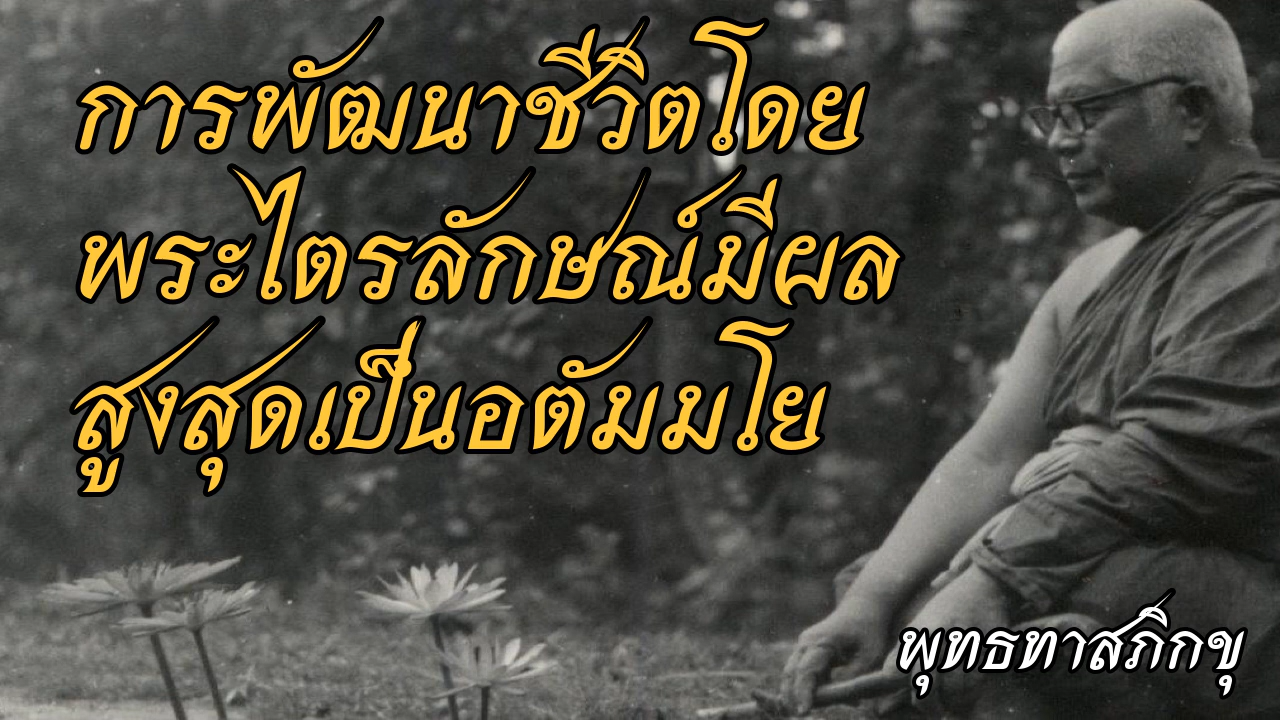 การพัฒนาชีวิตโดย
พระไตรลักษณ์มีผล
สูงสุดเป็นอตัมมโย
พุทธทาสภิกขุ